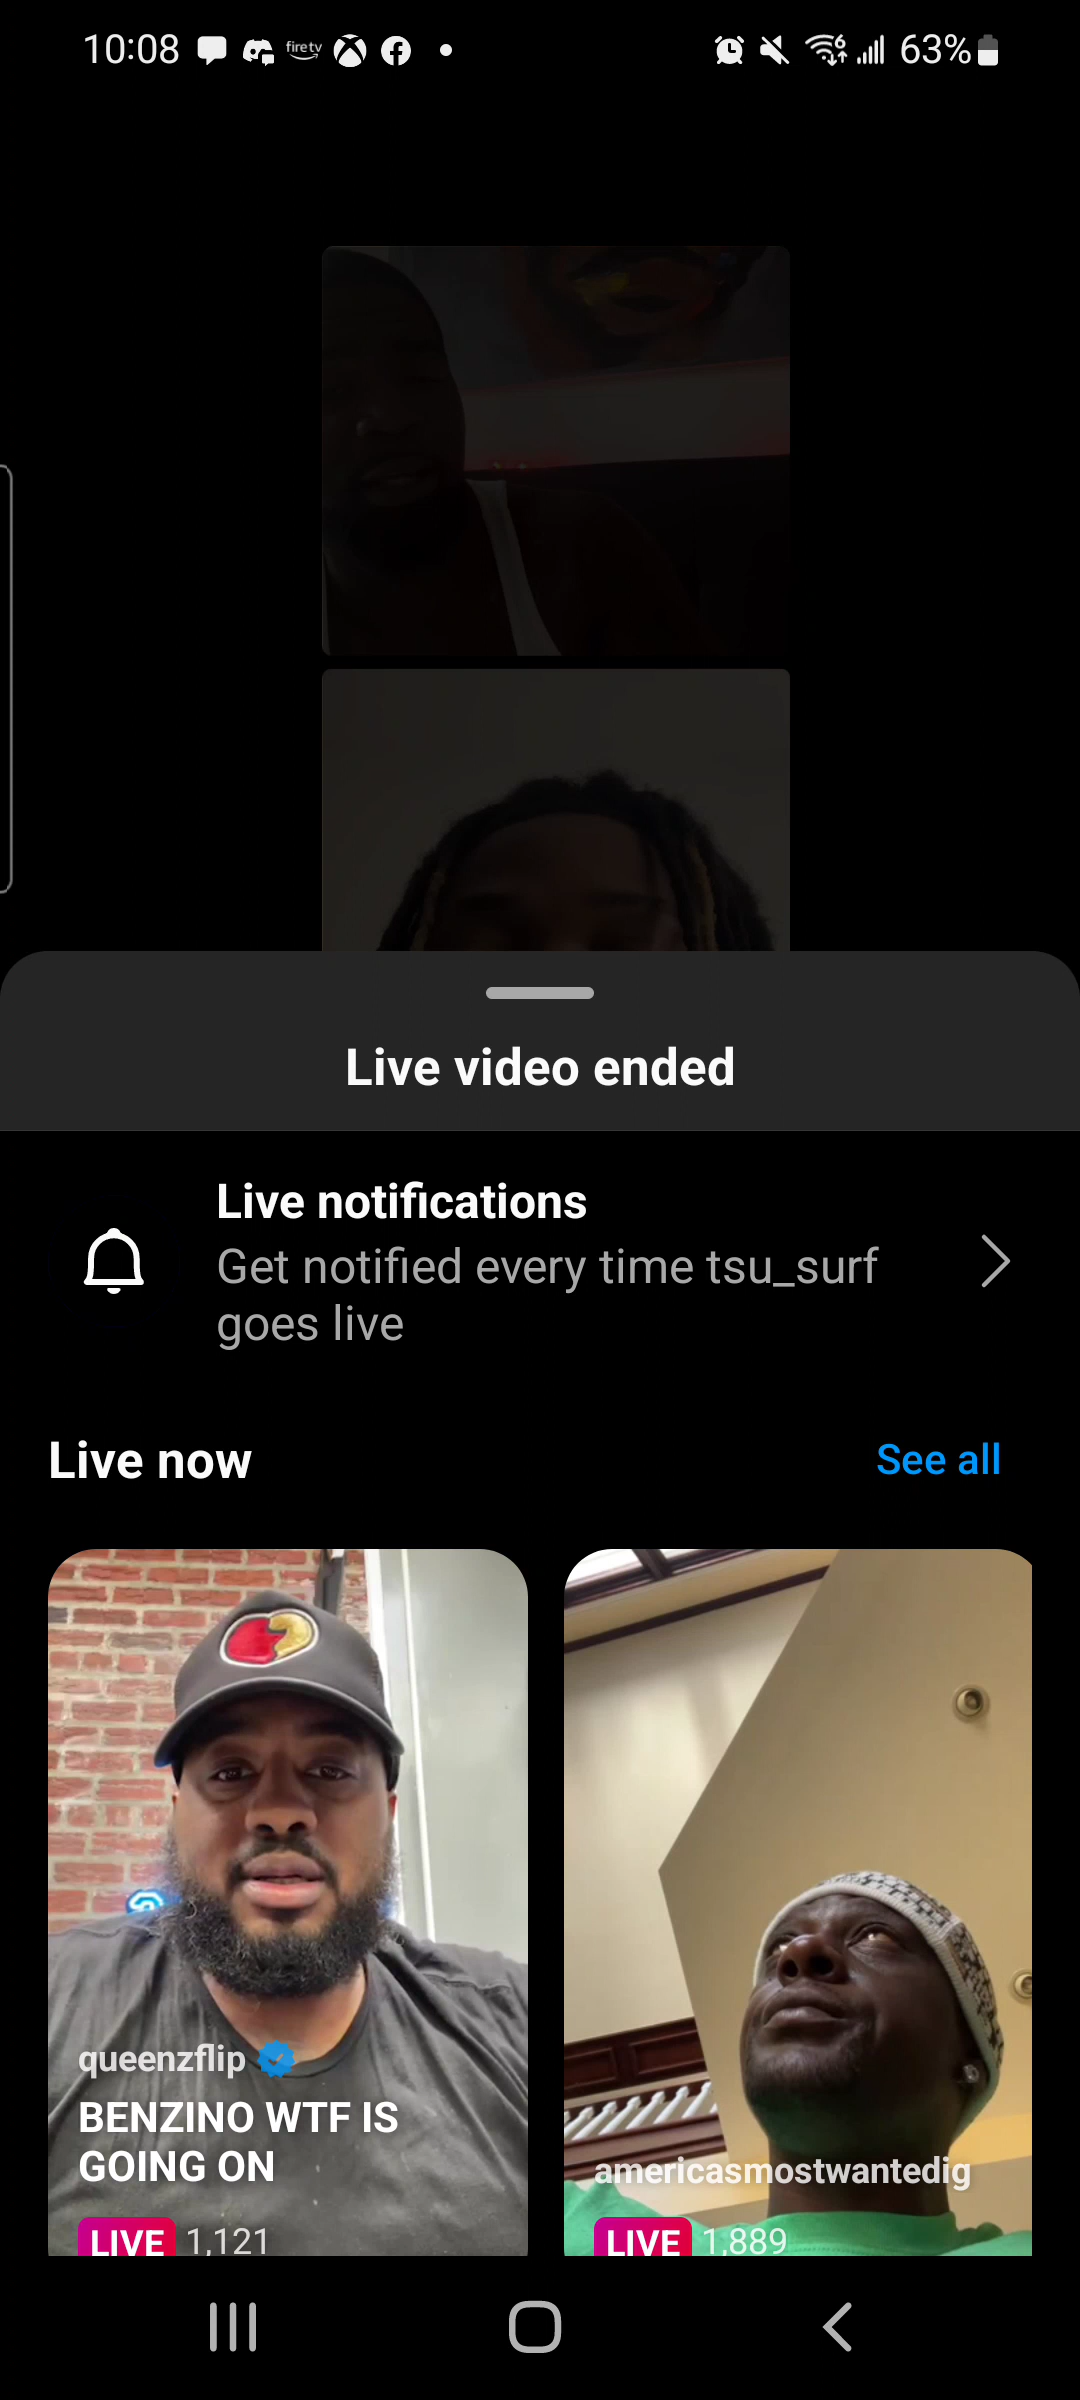 10:08 firetv 63%
Live video ended
Live notifications
Get notified every time tsu_surf
goes live
Live now See all
queenzflip
BENZINO WTF IS
GOING ON
LIVE 1,121
americasmostwantedig
LIVE 1,889